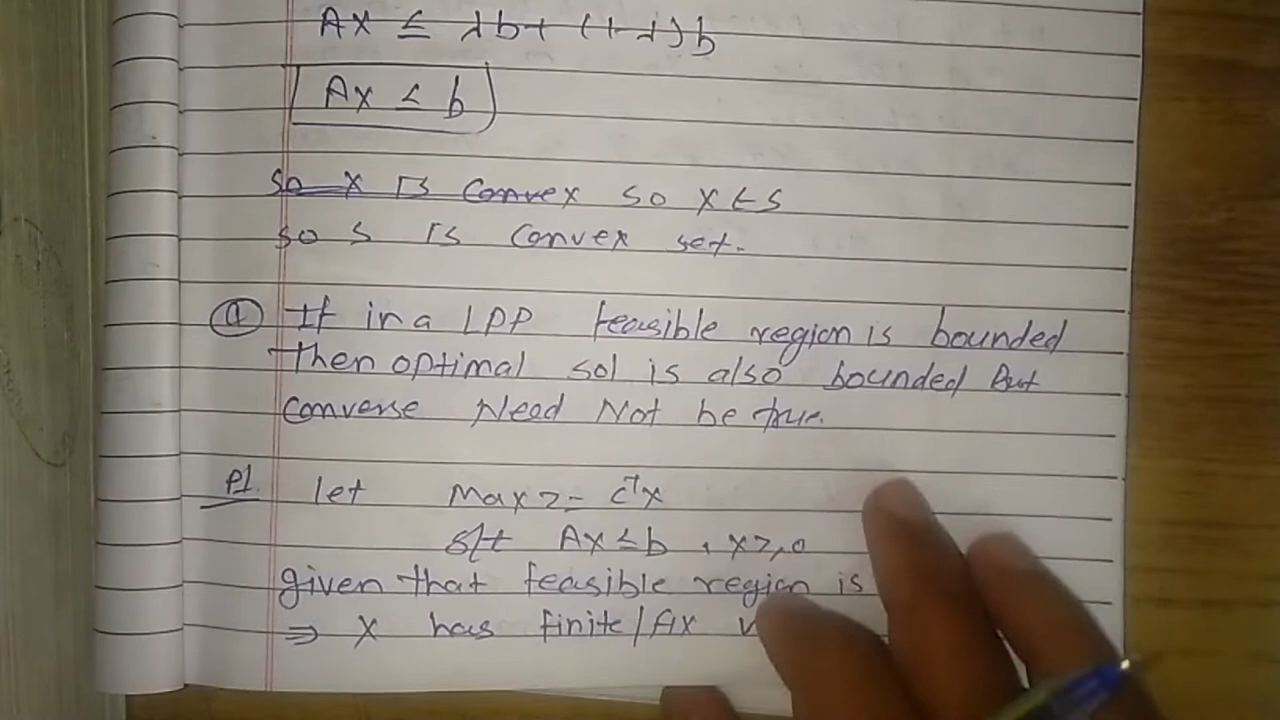 Ax ≤ λb + (1-λ)b
Ax ≤ b
So x is convex so x ∈ S
So S is convex set.
Q If in a LPP feasible region is bounded
then optimal sol is also bounded But
converse Need Not be true.
Pf. let Max z = cᵀx
s/t Ax ≤ b , x ≥ 0
given that feasible region is
⇒ x has finite/fix